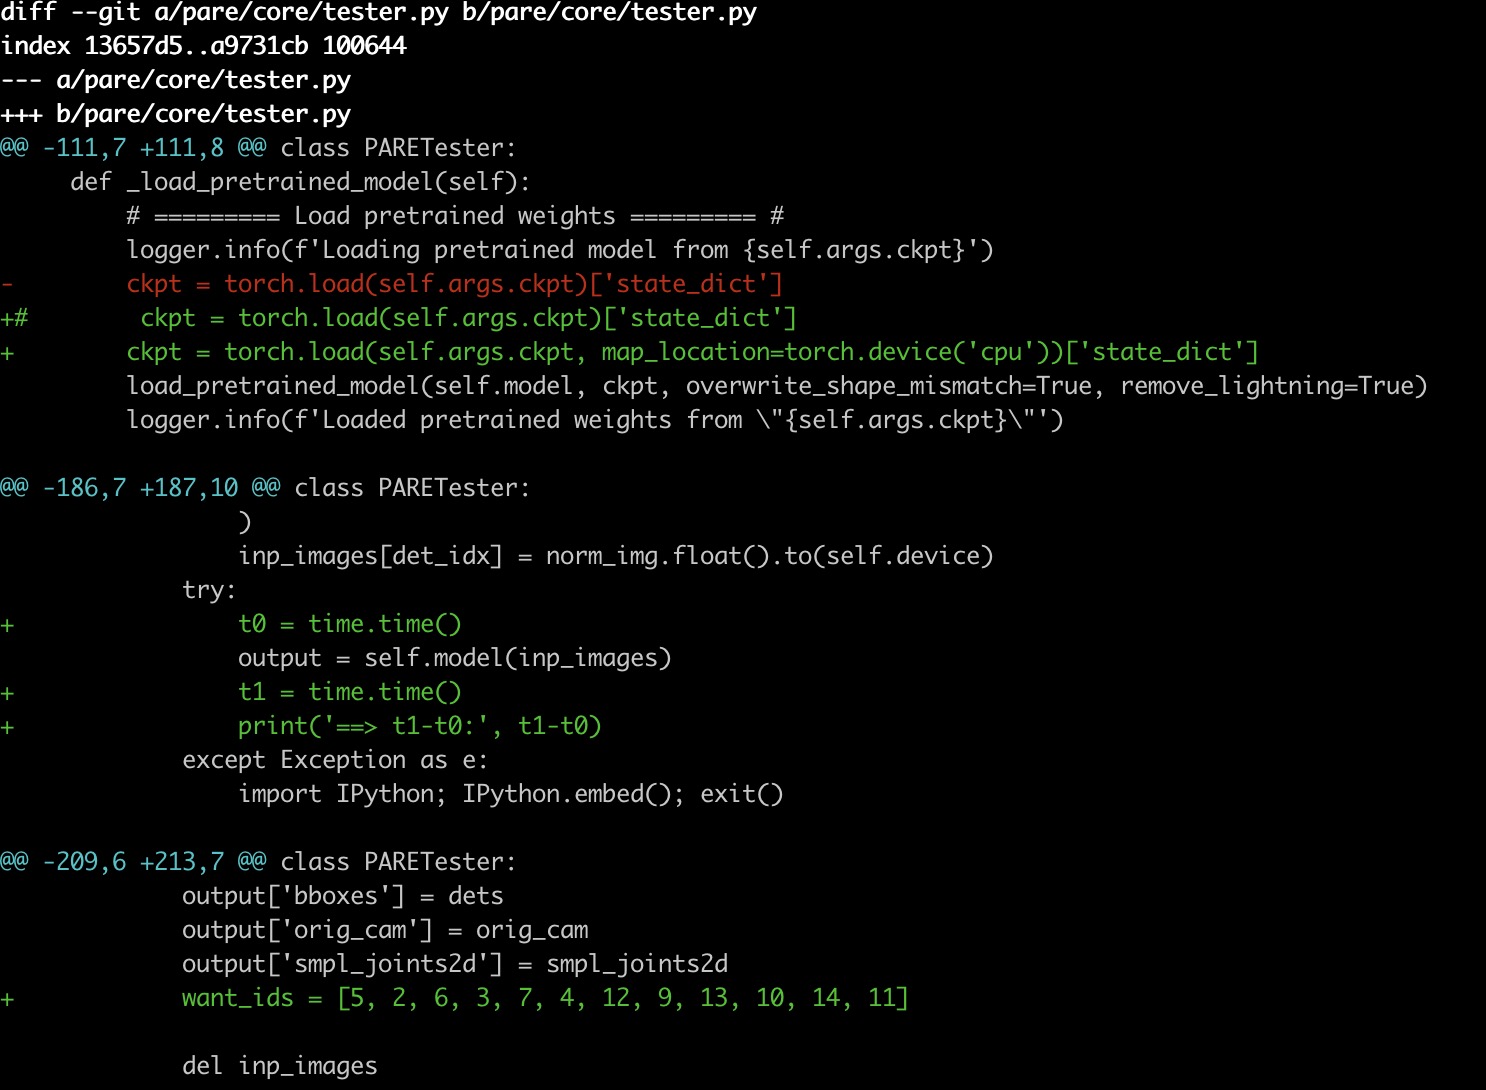 diff --git a/pare/core/tester.py b/pare/core/tester.py
index 13657d5..a9731cb 100644
--- a/pare/core/tester.py
+++ b/pare/core/tester.py
@@ -111,7 +111,8 @@ class PARETester:
     def _load_pretrained_model(self):
         # ========= Load pretrained weights ========= #
         logger.info(f'Loading pretrained model from {self.args.ckpt}')
-        ckpt = torch.load(self.args.ckpt)['state_dict']
+#        ckpt = torch.load(self.args.ckpt)['state_dict']
+        ckpt = torch.load(self.args.ckpt, map_location=torch.device('cpu'))['state_dict']
         load_pretrained_model(self.model, ckpt, overwrite_shape_mismatch=True, remove_lightning=True)
         logger.info(f'Loaded pretrained weights from \"{self.args.ckpt}\"')
@@ -186,7 +187,10 @@ class PARETester:
                 )
                 inp_images[det_idx] = norm_img.float().to(self.device)
             try:
+                t0 = time.time()
                 output = self.model(inp_images)
+                t1 = time.time()
+                print('==> t1-t0:', t1-t0)
             except Exception as e:
                 import IPython; IPython.embed(); exit()
@@ -209,6 +213,7 @@ class PARETester:
             output['bboxes'] = dets
             output['orig_cam'] = orig_cam
             output['smpl_joints2d'] = smpl_joints2d
+            want_ids = [5, 2, 6, 3, 7, 4, 12, 9, 13, 10, 14, 11]
             del inp_images